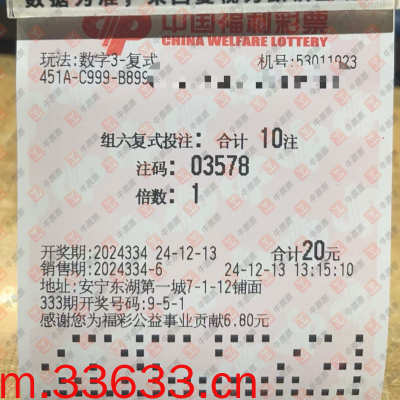 中国福利彩票
CHINA WELFARE LOTTERY
玩法:数字3-复式
机号:53011023
451A-C999-B899
组六复式投注: 合计 10注
注码: 03578
倍数: 1
开奖期:2024334 24-12-13 合计20元
销售期:2024334-6 24-12-13 13:15:10
地址:安宁东湖第一城7-1-12铺面
333期开奖号码:9-5-1
感谢您为福彩公益事业贡献6.80元
m.33633.cn